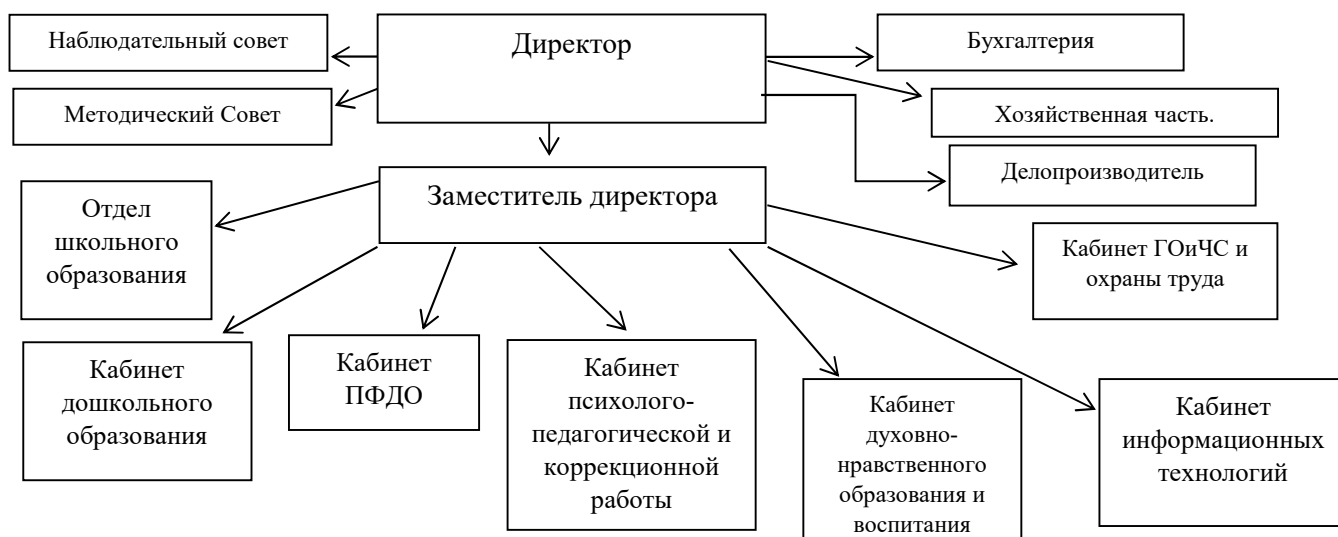 Наблюдательный совет
Директор
Бухгалтерия
Методический Совет
Хозяйственная часть.
Делопроизводитель
Заместитель директора
Отдел
школьного
образования
Кабинет ГОиЧС и
охраны труда
Кабинет
дошкольного
образования
Кабинет
ПФДО
Кабинет
психолого-
педагогической и
коррекционной
работы
Кабинет
духовно-
нравственного
образования и
воспитания
Кабинет
информационных
технологий